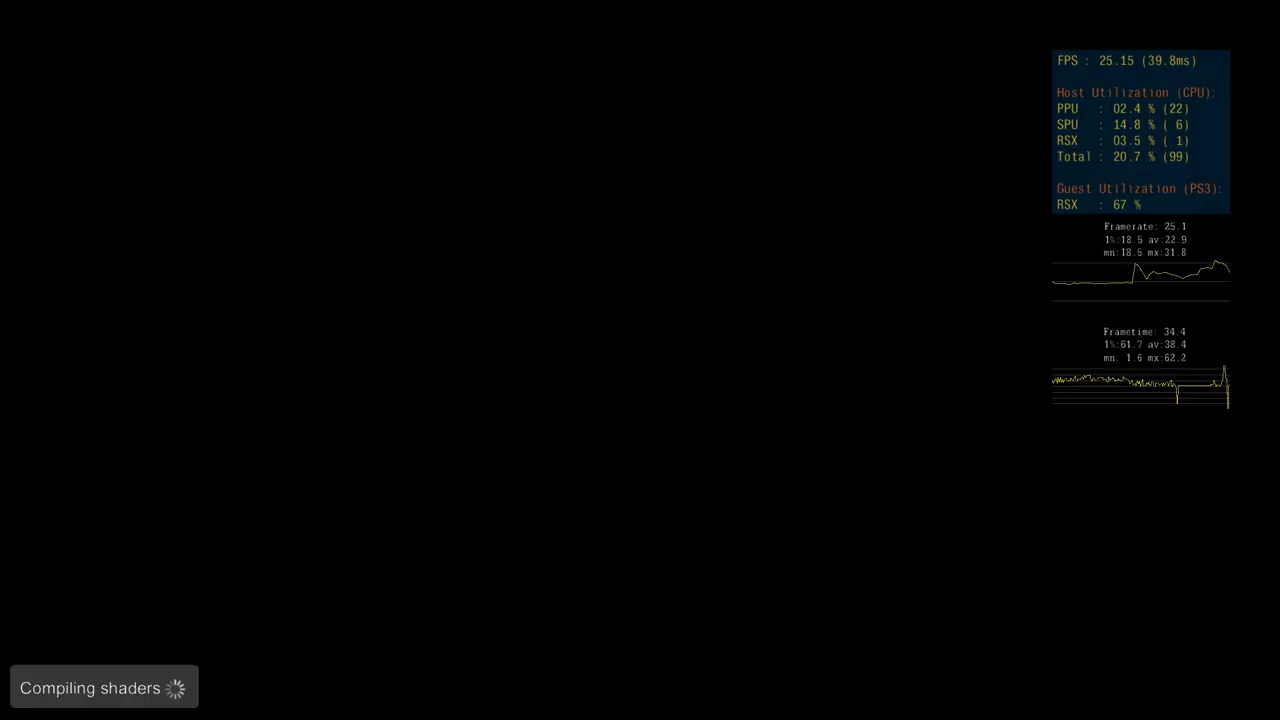 FPS : 25.15 (39.8ms)
Host Utilization (CPU):
PPU : 02.4 % (22)
SPU : 14.8 % ( 6)
RSX : 03.5 % ( 1)
Total : 20.7 % (99)
Guest Utilization (PS3):
RSX : 67 %
Framerate: 25.1
1%:18.5 av:22.9
mn:18.5 mx:31.8
Frametime: 34.4
1%:61.7 av:38.4
mn: 1.6 mx:62.2
Compiling shaders